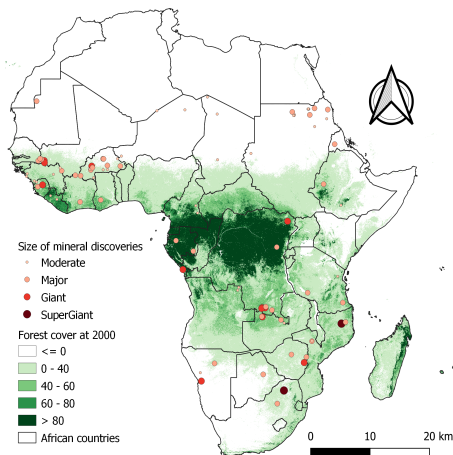 Size of mineral discoveries
Moderate
Major
Giant
SuperGiant
Forest cover at 2000
<= 0
0 - 40
40 - 60
60 - 80
> 80
African countries
0 10 20 km